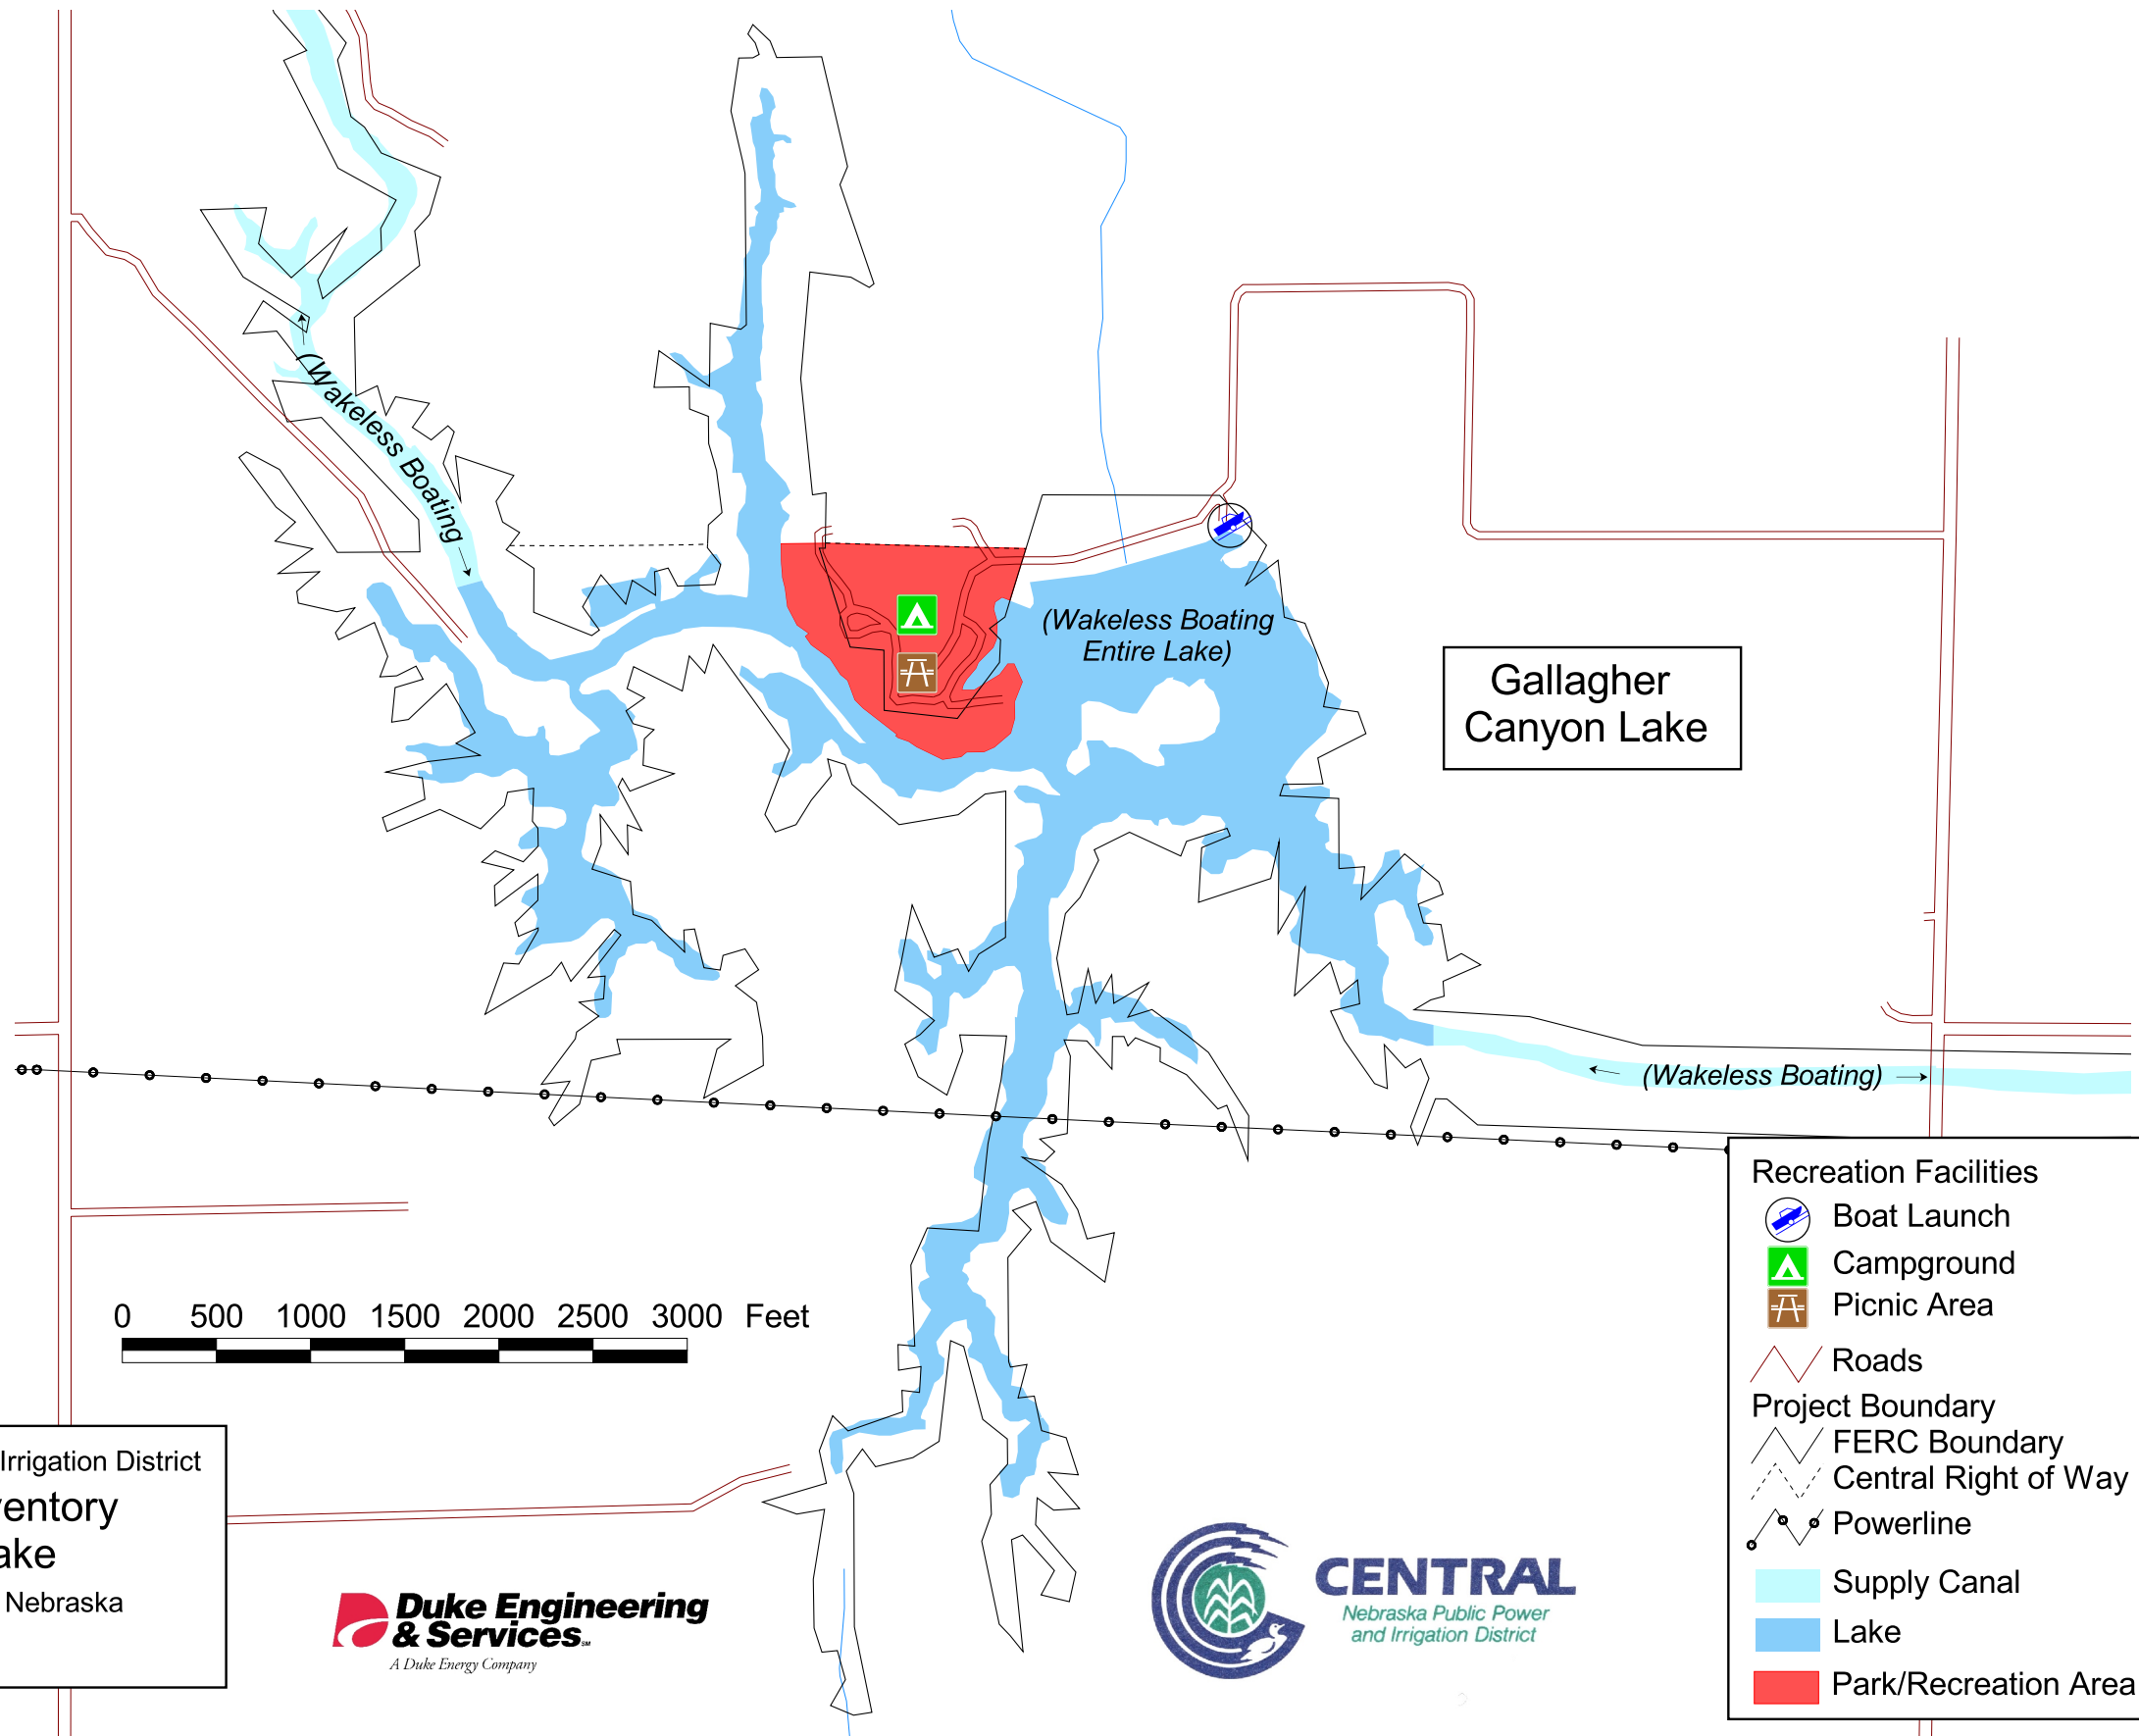 (Wakeless Boating
(Wakeless Boating
Entire Lake)
Gallagher
Canyon Lake
(Wakeless Boating)
Recreation Facilities
Boat Launch
Campground
Picnic Area
Roads
Project Boundary
FERC Boundary
Central Right of Way
Powerline
Supply Canal
Lake
Park/Recreation Area
0 500 1000 1500 2000 2500 3000 Feet
Irrigation District
ventory
ake
Nebraska
Duke Engineering
& Services SM
A Duke Energy Company
CENTRAL
Nebraska Public Power
and Irrigation District